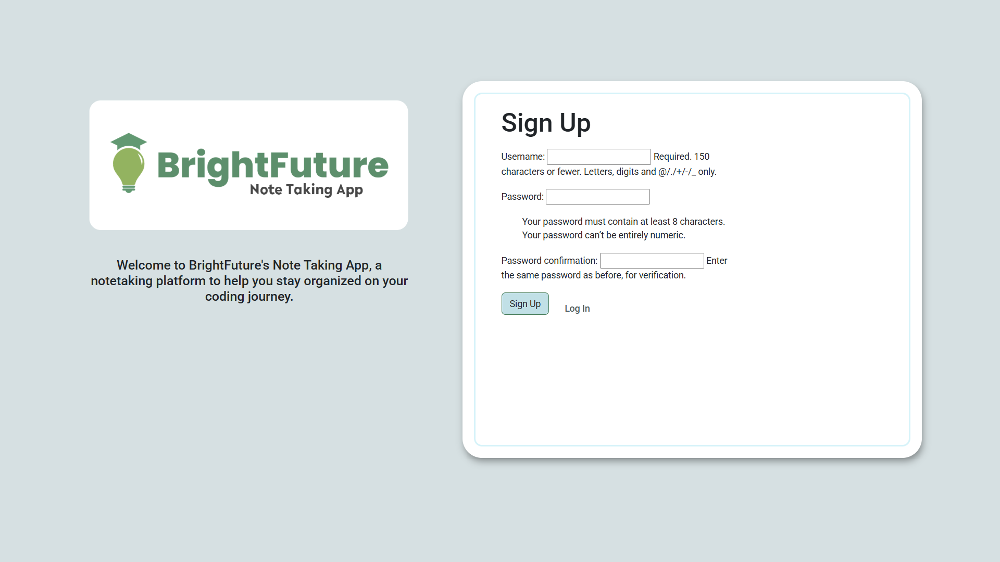 BrightFuture
Note Taking App
Welcome to BrightFuture's Note Taking App, a
notetaking platform to help you stay organized on your
coding journey.
Sign Up
Username: Required. 150
characters or fewer. Letters, digits and @/./+/-/_ only.
Password:
Your password must contain at least 8 characters.
Your password can’t be entirely numeric.
Password confirmation: Enter
the same password as before, for verification.
Sign Up
Log In